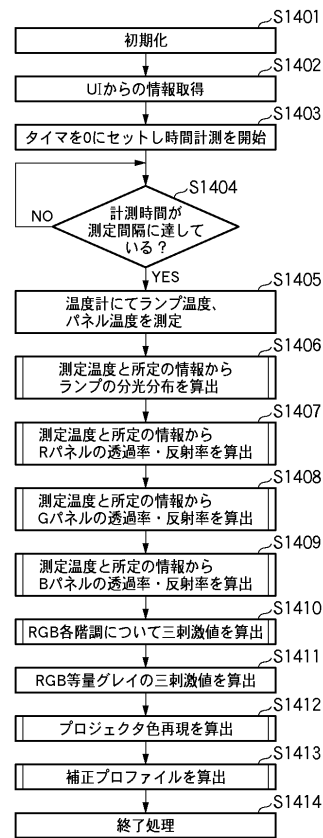 S1401
初期化
S1402
UIからの情報取得
S1403
タイマを0にセットし時間計測を開始
S1404
計測時間が
測定間隔に達して
いる？
NO
YES
S1405
温度計にてランプ温度、
パネル温度を測定
S1406
測定温度と所定の情報から
ランプの分光分布を算出
S1407
測定温度と所定の情報から
Rパネルの透過率・反射率を算出
S1408
測定温度と所定の情報から
Gパネルの透過率・反射率を算出
S1409
測定温度と所定の情報から
Bパネルの透過率・反射率を算出
S1410
RGB各階調について三刺激値を算出
S1411
RGB等量グレイの三刺激値を算出
S1412
プロジェクタ色再現を算出
S1413
補正プロファイルを算出
S1414
終了処理